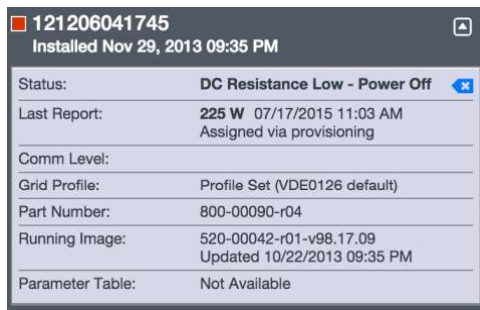 121206041745
Installed Nov 29, 2013 09:35 PM
Status: DC Resistance Low - Power Off
Last Report: 225 W 07/17/2015 11:03 AM
Assigned via provisioning
Comm Level:
Grid Profile: Profile Set (VDE0126 default)
Part Number: 800-00090-r04
Running Image: 520-00042-r01-v98.17.09
Updated 10/22/2013 09:35 PM
Parameter Table: Not Available